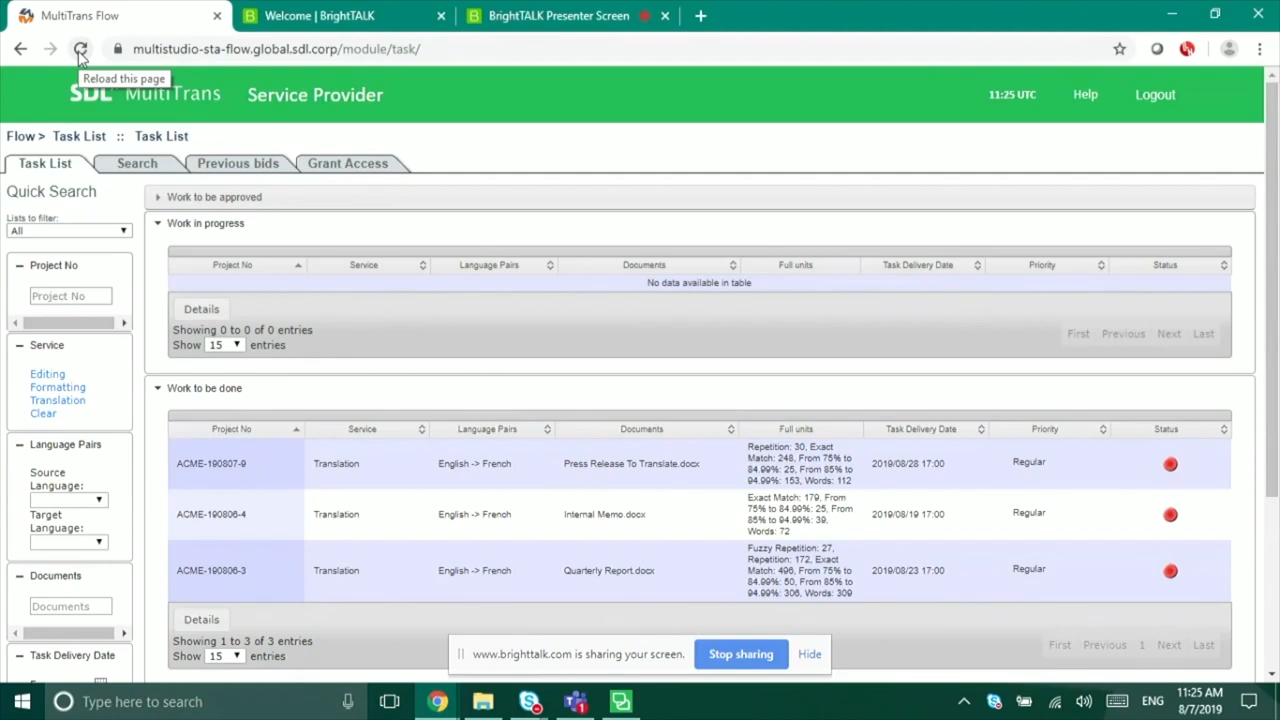 MultiTrans Flow
Welcome | BrightTALK
BrightTALK Presenter Screen
multistudio-sta-flow.global.sdl.corp/module/task/
Reload this page
SDL MultiTrans Service Provider
11:25 UTC
Help
Logout
Flow > Task List :: Task List
Task List
Search
Previous bids
Grant Access
Quick Search
Lists to filter:
All
Project No
Project No
Service
Editing
Formatting
Translation
Clear
Language Pairs
Source
Language:
Target
Language:
Documents
Documents
Task Delivery Date
Work to be approved
Work in progress
Project No Service Language Pairs Documents Full units Task Delivery Date Priority Status
No data available in table
Details
Showing 0 to 0 of 0 entries
Show 15 entries
First Previous Next Last
Work to be done
Project No Service Language Pairs Documents Full units Task Delivery Date Priority Status
ACME-190807-9 Translation English -> French Press Release To Translate.docx
Repetition: 30, Exact
Match: 248, From 75% to
84.99%: 25, From 85% to
94.99%: 153, Words: 112
2019/08/28 17:00 Regular
ACME-190806-4 Translation English -> French Internal Memo.docx
Exact Match: 179, From
75% to 84.99%: 25, From
85% to 94.99%: 39,
Words: 72
2019/08/19 17:00 Regular
ACME-190806-3 Translation English -> French Quarterly Report.docx
Fuzzy Repetition: 27,
Repetition: 172, Exact
Match: 496, From 75% to
84.99%: 50, From 85% to
94.99%: 306, Words: 309
2019/08/23 17:00 Regular
Details
Showing 1 to 3 of 3 entries
Show 15 entries
First Previous 1 Next Last
www.brighttalk.com is sharing your screen.
Stop sharing
Hide
Type here to search
1
ENG
11:25 AM
8/7/2019